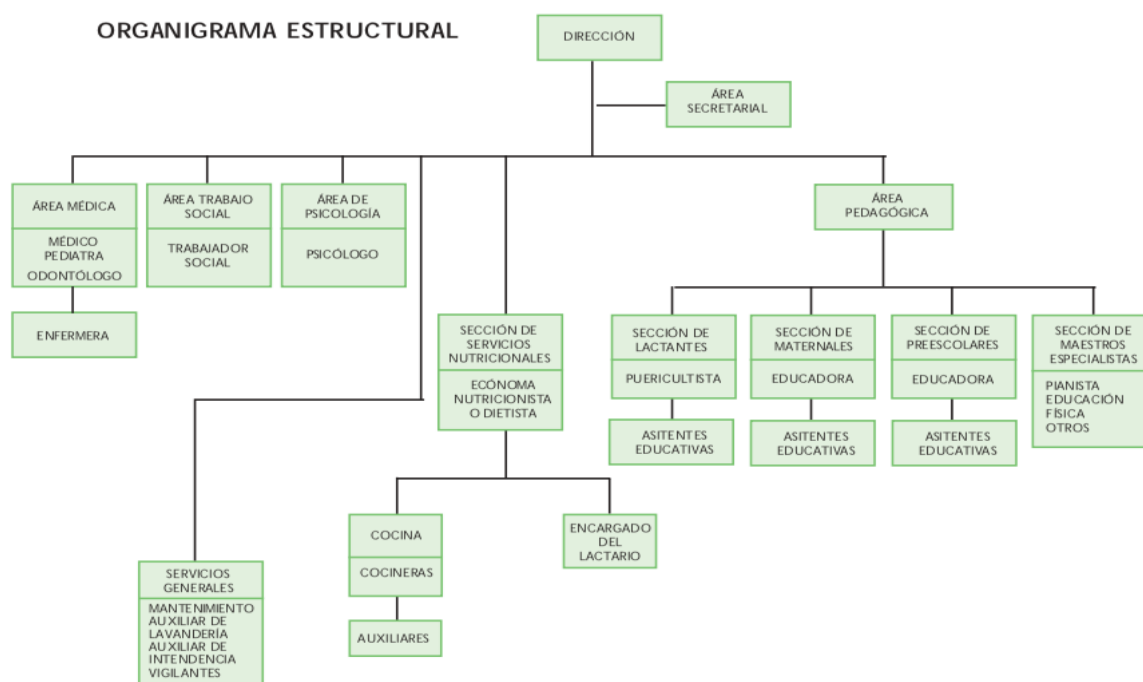 ORGANIGRAMA ESTRUCTURAL
DIRECCIÓN
ÁREA
SECRETARIAL
ÁREA MÉDICA
MÉDICO
PEDIATRA
ODONTÓLOGO
ENFERMERA
ÁREA TRABAJO
SOCIAL
TRABAJADOR
SOCIAL
ÁREA DE
PSICOLOGÍA
PSICÓLOGO
ÁREA
PEDAGÓGICA
SECCIÓN DE
SERVICIOS
NUTRICIONALES
ECÓNOMA
NUTRICIONISTA
O DIETISTA
SECCIÓN DE
LACTANTES
PUERICULTISTA
ASITENTES
EDUCATIVAS
SECCIÓN DE
MATERNALES
EDUCADORA
ASITENTES
EDUCATIVAS
SECCIÓN DE
PREESCOLARES
EDUCADORA
ASITENTES
EDUCATIVAS
SECCIÓN DE
MAESTROS
ESPECIALISTAS
PIANISTA
EDUCACIÓN
FÍSICA
OTROS
COCINA
COCINERAS
AUXILIARES
ENCARGADO
DEL
LACTARIO
SERVICIOS
GENERALES
MANTENIMIENTO
AUXILIAR DE
LAVANDERÍA
AUXILIAR DE
INTENDENCIA
VIGILANTES